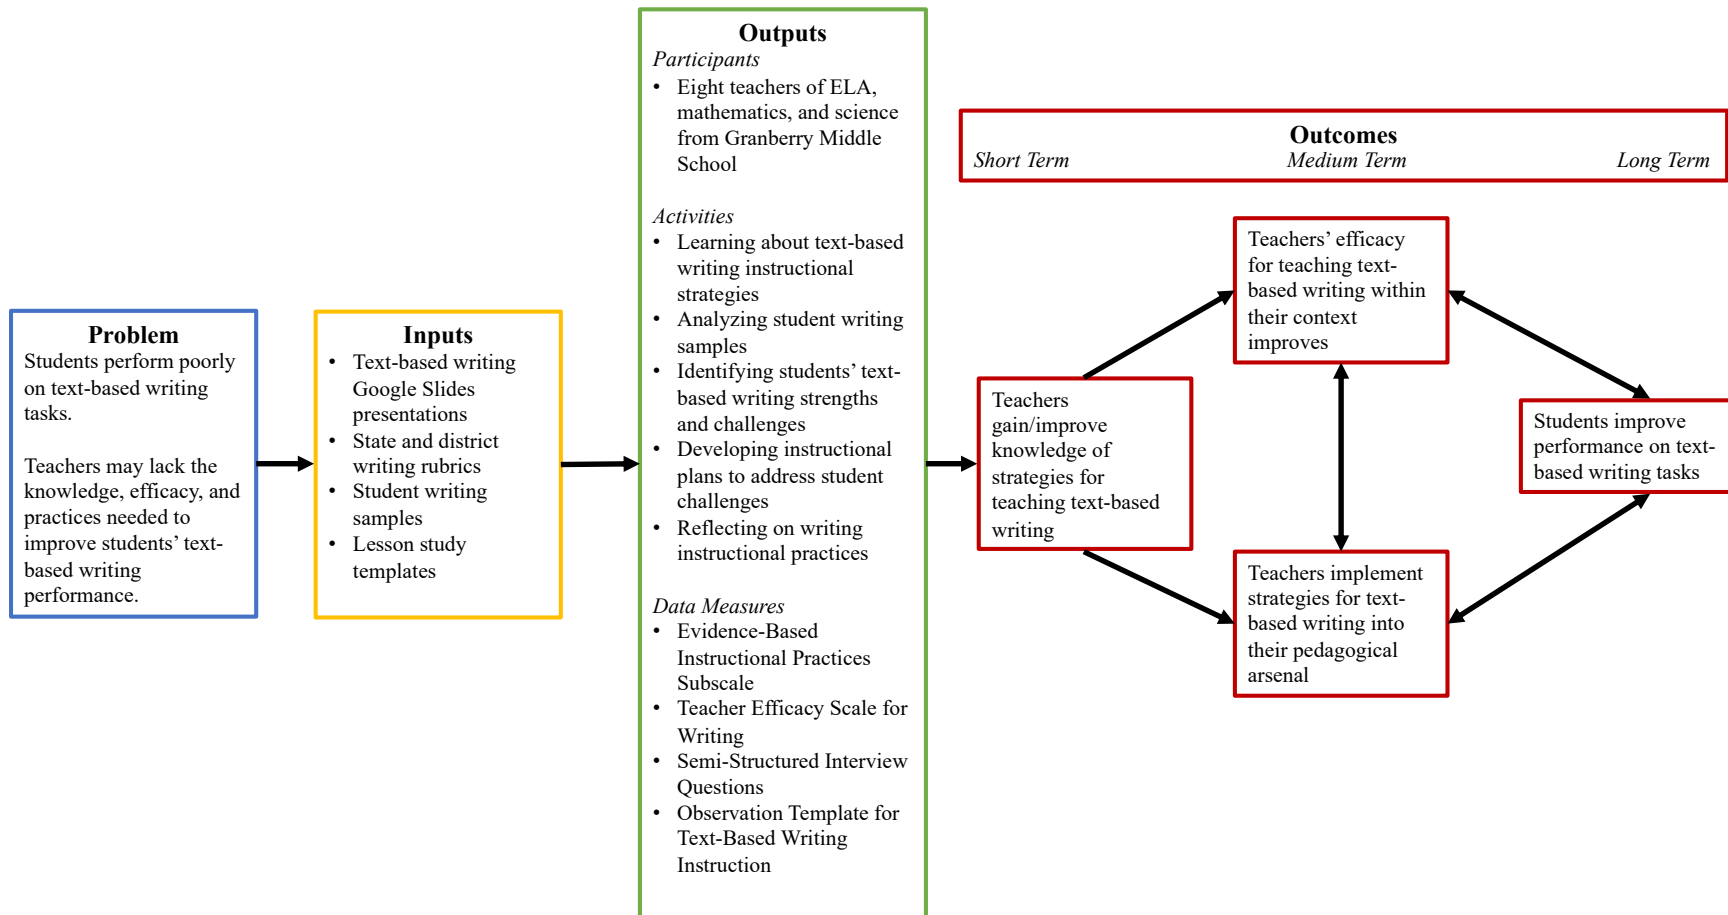 Problem
Students perform poorly
on text-based writing
tasks.
Teachers may lack the
knowledge, efficacy, and
practices needed to
improve students’ text-
based writing
performance.
Inputs
• Text-based writing
Google Slides
presentations
• State and district
writing rubrics
• Student writing
samples
• Lesson study
templates
Outputs
Participants
• Eight teachers of ELA,
mathematics, and science
from Granberry Middle
School
Activities
• Learning about text-based
writing instructional
strategies
• Analyzing student writing
samples
• Identifying students’ text-
based writing strengths
and challenges
• Developing instructional
plans to address student
challenges
• Reflecting on writing
instructional practices
Data Measures
• Evidence-Based
Instructional Practices
Subscale
• Teacher Efficacy Scale for
Writing
• Semi-Structured Interview
Questions
• Observation Template for
Text-Based Writing
Instruction
Outcomes
Short Term Medium Term Long Term
Teachers
gain/improve
knowledge of
strategies for
teaching text-based
writing
Teachers’ efficacy
for teaching text-
based writing within
their context
improves
Teachers implement
strategies for text-
based writing into
their pedagogical
arsenal
Students improve
performance on text-
based writing tasks